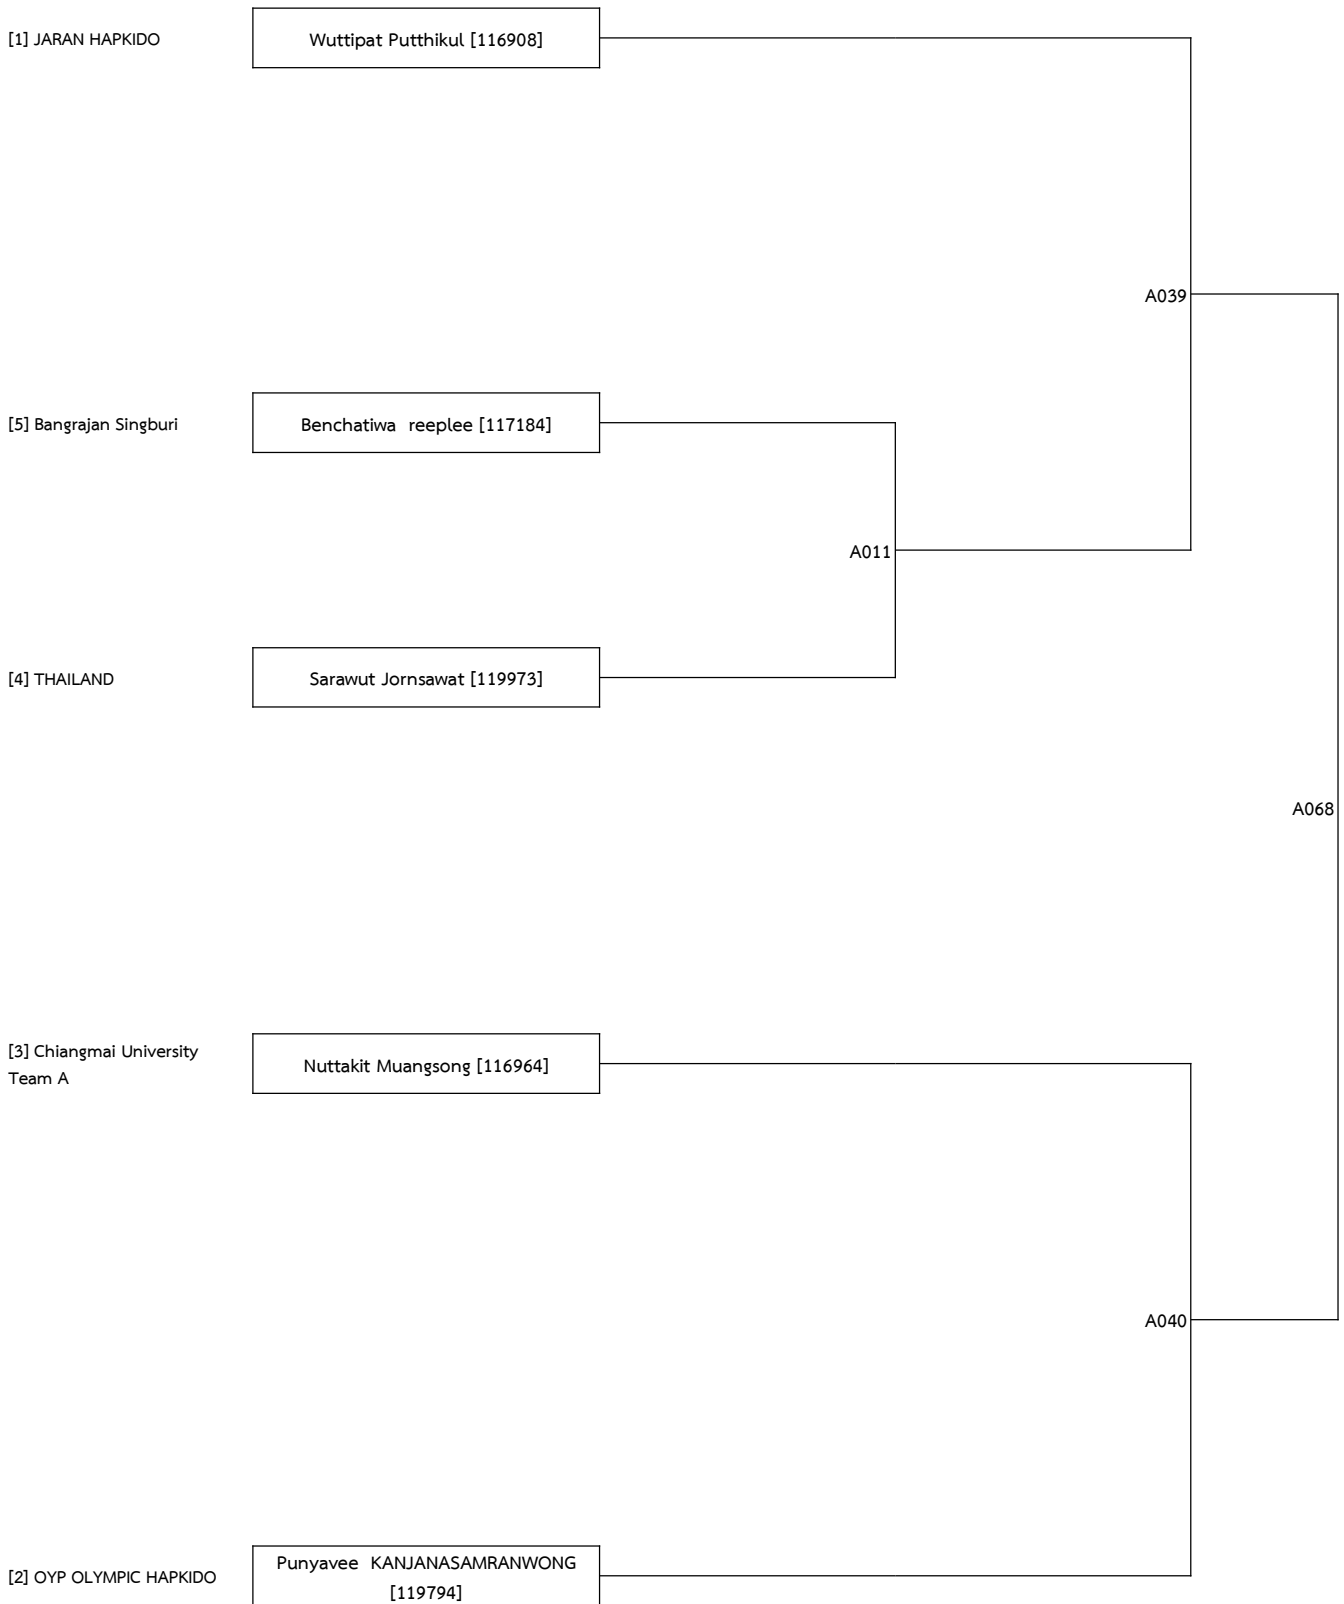 [1] JARAN HAPKIDO
Wuttipat Putthikul [116908]
A039
[5] Bangrajan Singburi
Benchatiwa  reeplee [117184]
A011
[4] THAILAND
Sarawut Jornsawat [119973]
A068
[3] Chiangmai University
Team A
Nuttakit Muangsong [116964]
A040
[2] OYP OLYMPIC HAPKIDO
Punyavee  KANJANASAMRANWONG
[119794]